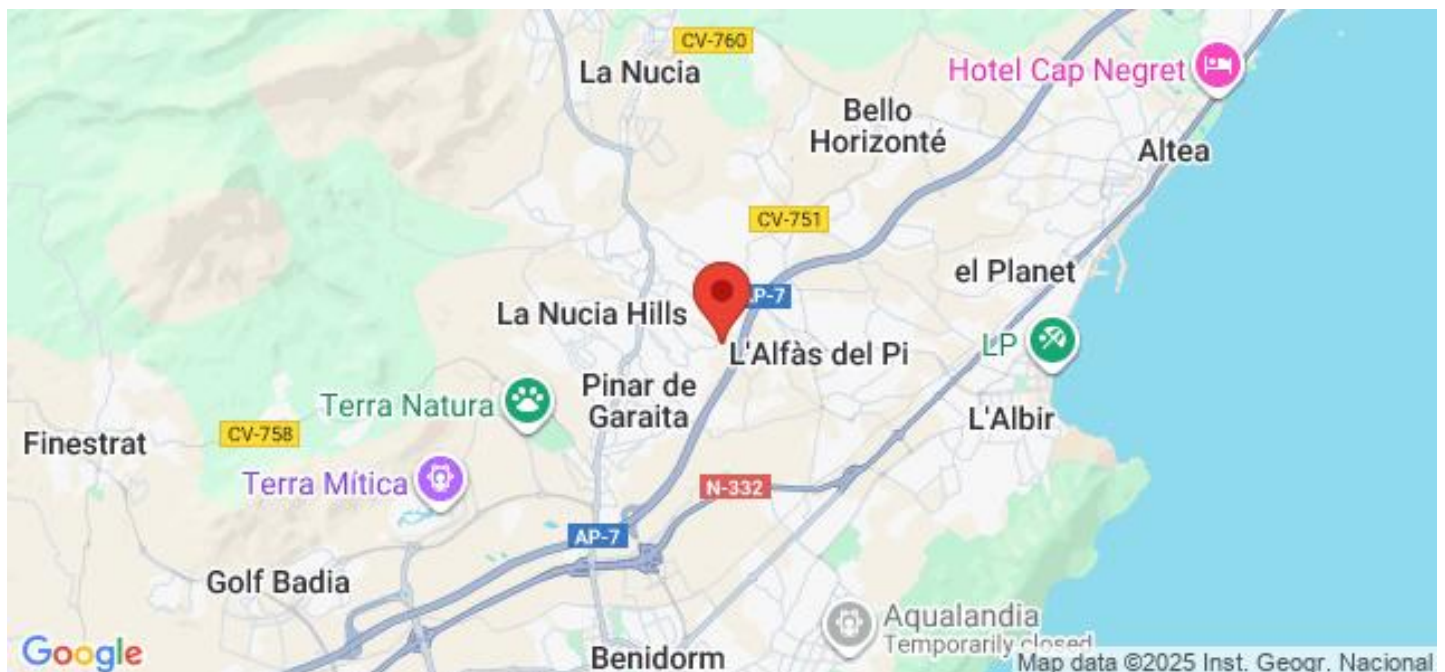 CV-760
La Nucia
Hotel Cap Negret
Bello
Horizonté
Altea
CV-751
el Planet
AP-7
La Nucia Hills
L'Alfàs del Pi
LP
Pinar de
Garaita
Terra Natura
L'Albir
CV-758
Finestrat
Terra Mítica
N-332
AP-7
Golf Badia
Aqualandia
Temporarily closed
Benidorm
Google
Map data ©2025 Inst. Geogr. Nacional